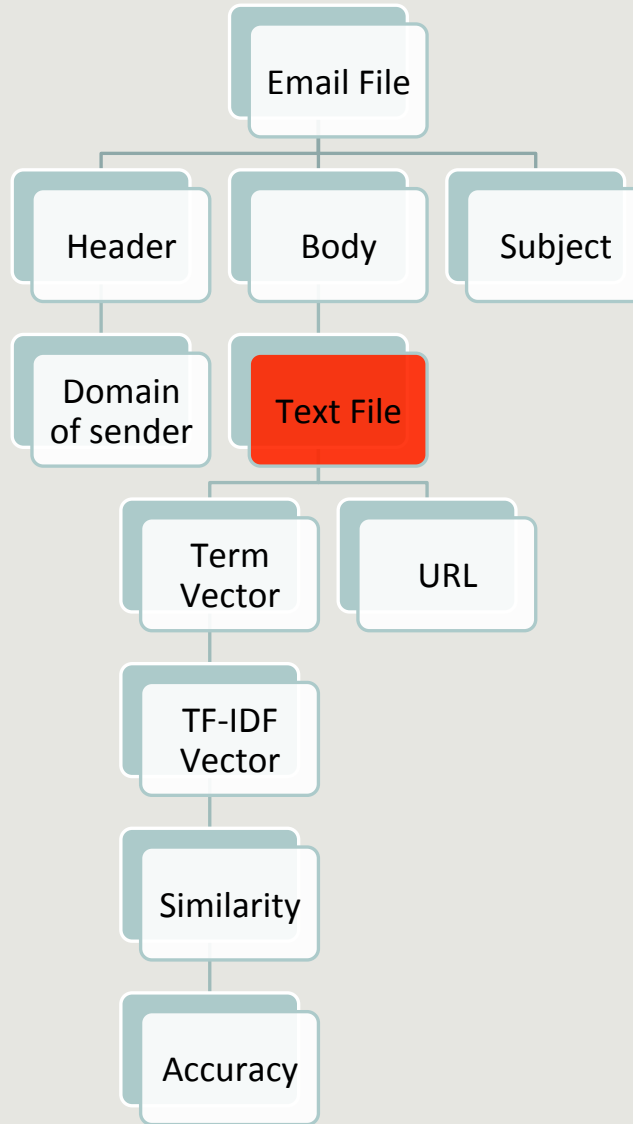 Email File
Header
Body
Subject
Domain
of sender
Text File
Term
Vector
URL
TF-IDF
Vector
Similarity
Accuracy